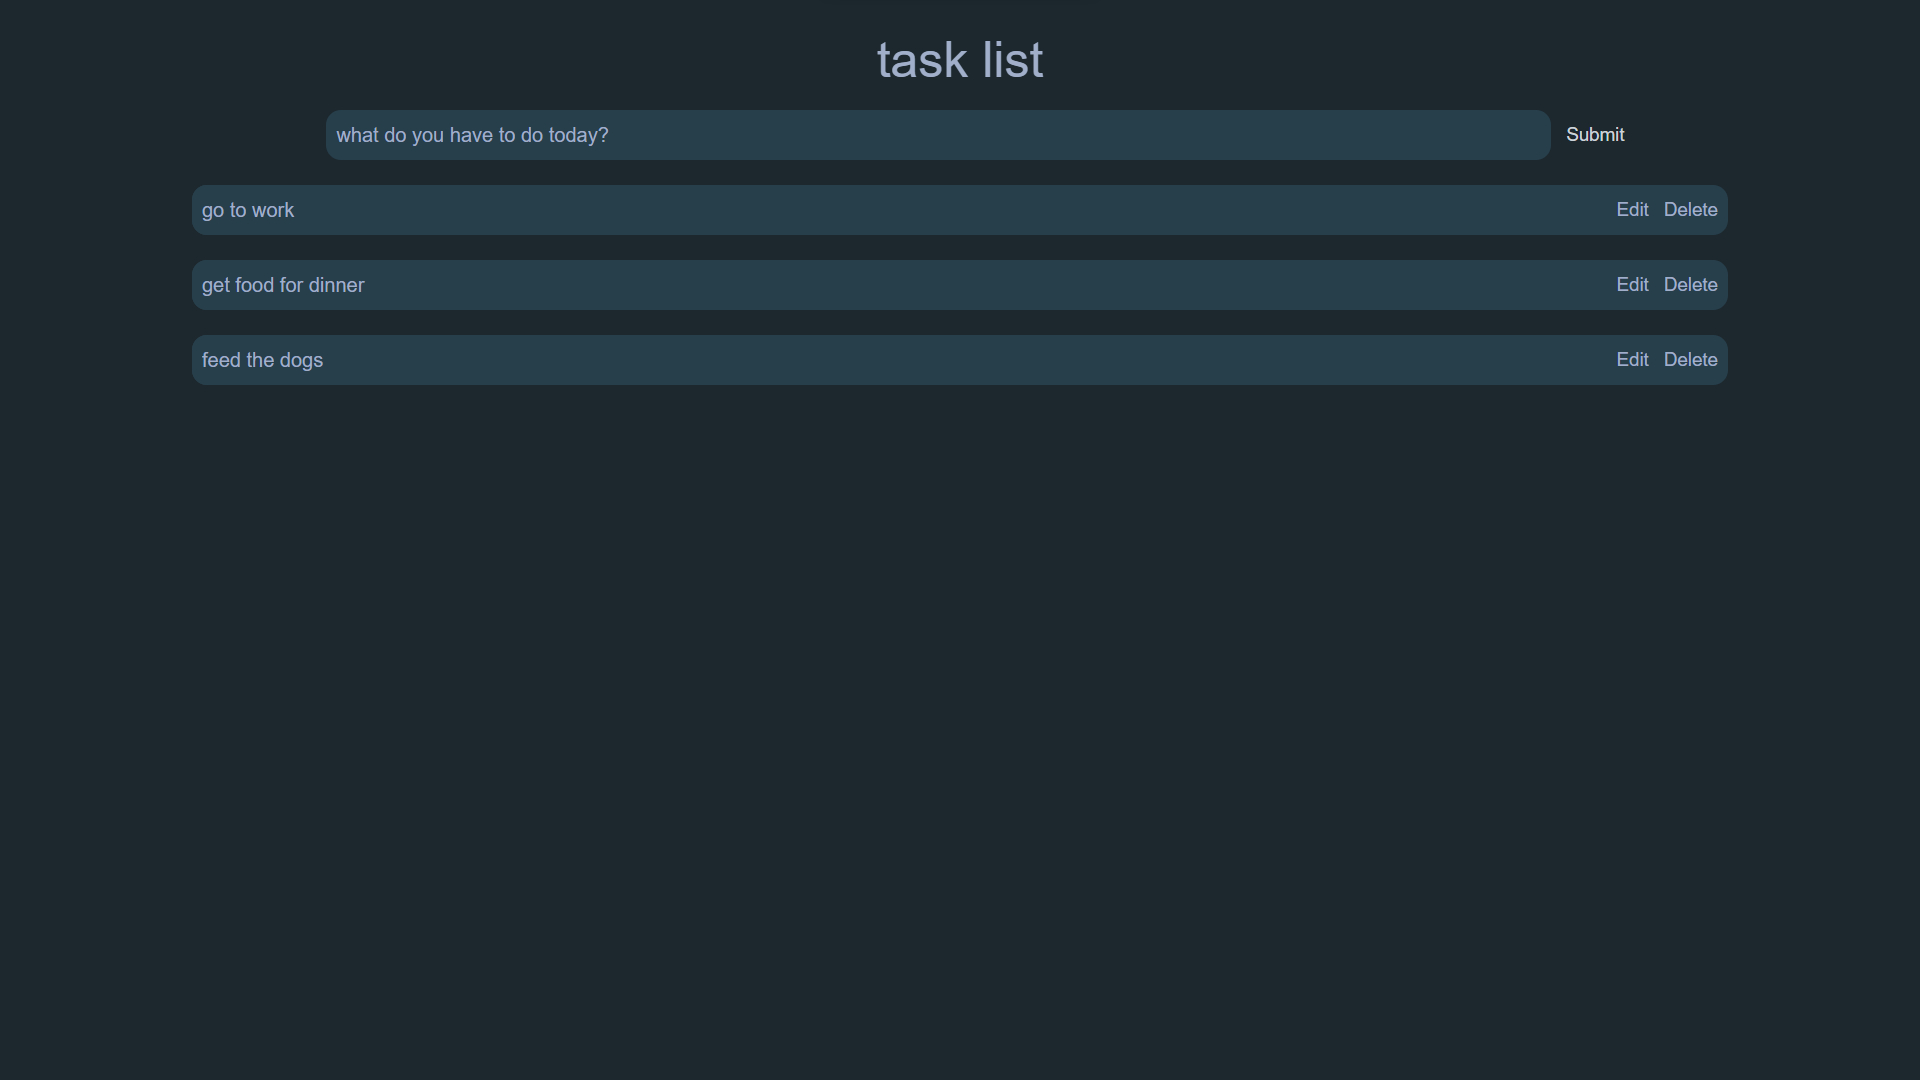 task list
what do you have to do today? Submit
go to work Edit Delete
get food for dinner Edit Delete
feed the dogs Edit Delete